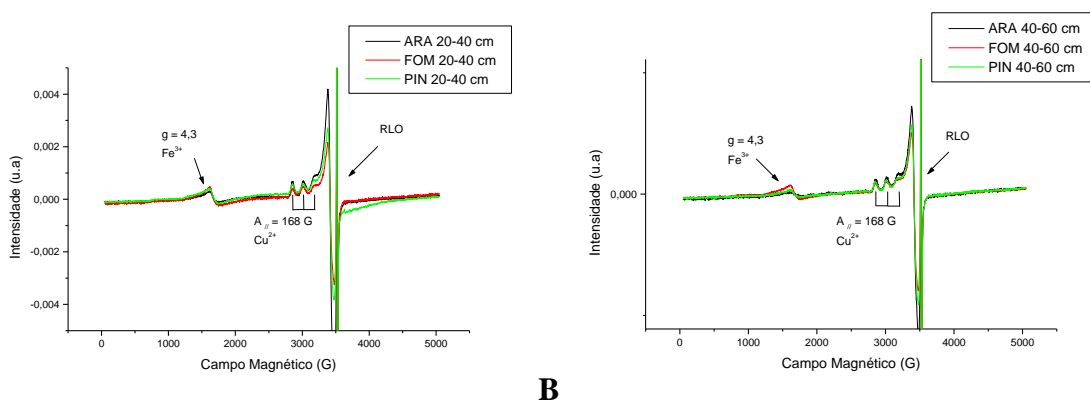 ARA 20-40 cm
FOM 20-40 cm
PIN 20-40 cm
0,004
0,002
0,000
-0,002
-0,004
Intensidade (u.a)
g = 4,3
Fe3+
RLO
A // = 168 G
Cu2+
0 1000 2000 3000 4000 5000
Campo Magnético (G)
ARA 40-60 cm
FOM 40-60 cm
PIN 40-60 cm
0,000
Intensidade (u.a)
g = 4,3
Fe3+
RLO
A // = 168 G
Cu2+
0 1000 2000 3000 4000 5000
Campo Magnético (G)
B